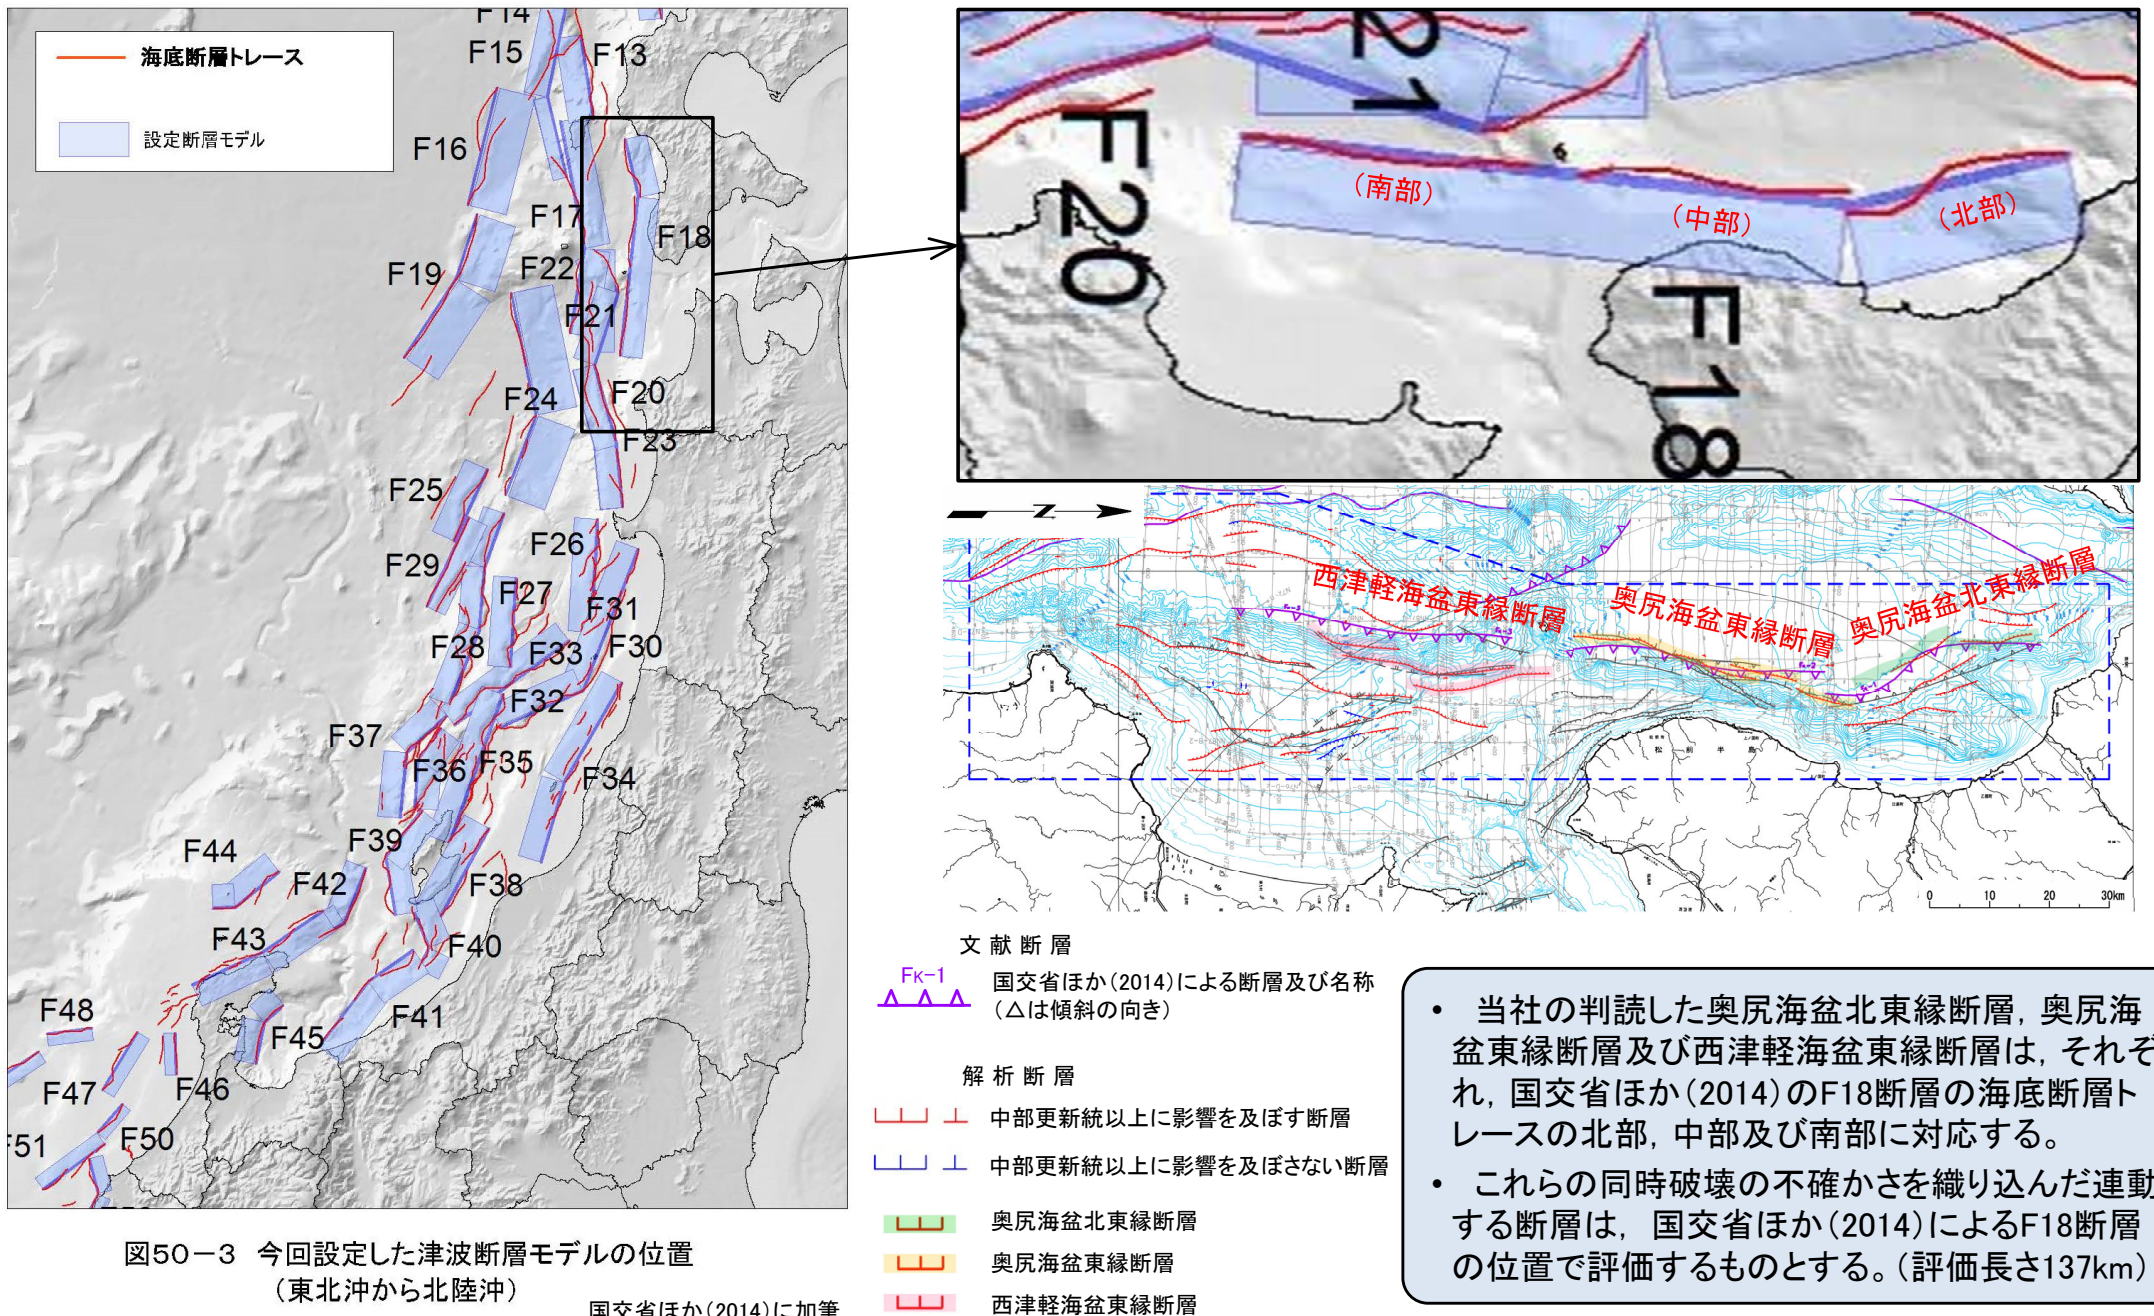 海底断層トレース
設定断層モデル
F14
F15
F13
F16
F17
F18
F19
F22
F21
F24
F20
F23
F25
F26
F29
F27
F31
F28
F33
F30
F32
F37
F36
F35
F34
F39
F44
F42
F38
F43
F40
F48
F41
F45
F47
F46
F51
F50
図50－3 今回設定した津波断層モデルの位置
（東北沖から北陸沖）
国交省ほか（2014）に加筆
21
F20
F18
（南部）
（中部）
（北部）
N
西津軽海盆東縁断層
奥尻海盆東縁断層
奥尻海盆北東縁断層
FK-3
FK-2
FK-1
松前半島
0 10 20 30km
文献断層
FK-1
国交省ほか（2014）による断層及び名称
（△は傾斜の向き）
解析断層
中部更新統以上に影響を及ぼす断層
中部更新統以上に影響を及ぼさない断層
奥尻海盆北東縁断層
奥尻海盆東縁断層
西津軽海盆東縁断層
• 当社の判読した奥尻海盆北東縁断層，奥尻海
盆東縁断層及び西津軽海盆東縁断層は，それぞ
れ，国交省ほか（2014）のF18断層の海底断層ト
レースの北部，中部及び南部に対応する。
• これらの同時破壊の不確かさを織り込んだ連動
する断層は，国交省ほか（2014）によるF18断層
の位置で評価するものとする。（評価長さ137km）